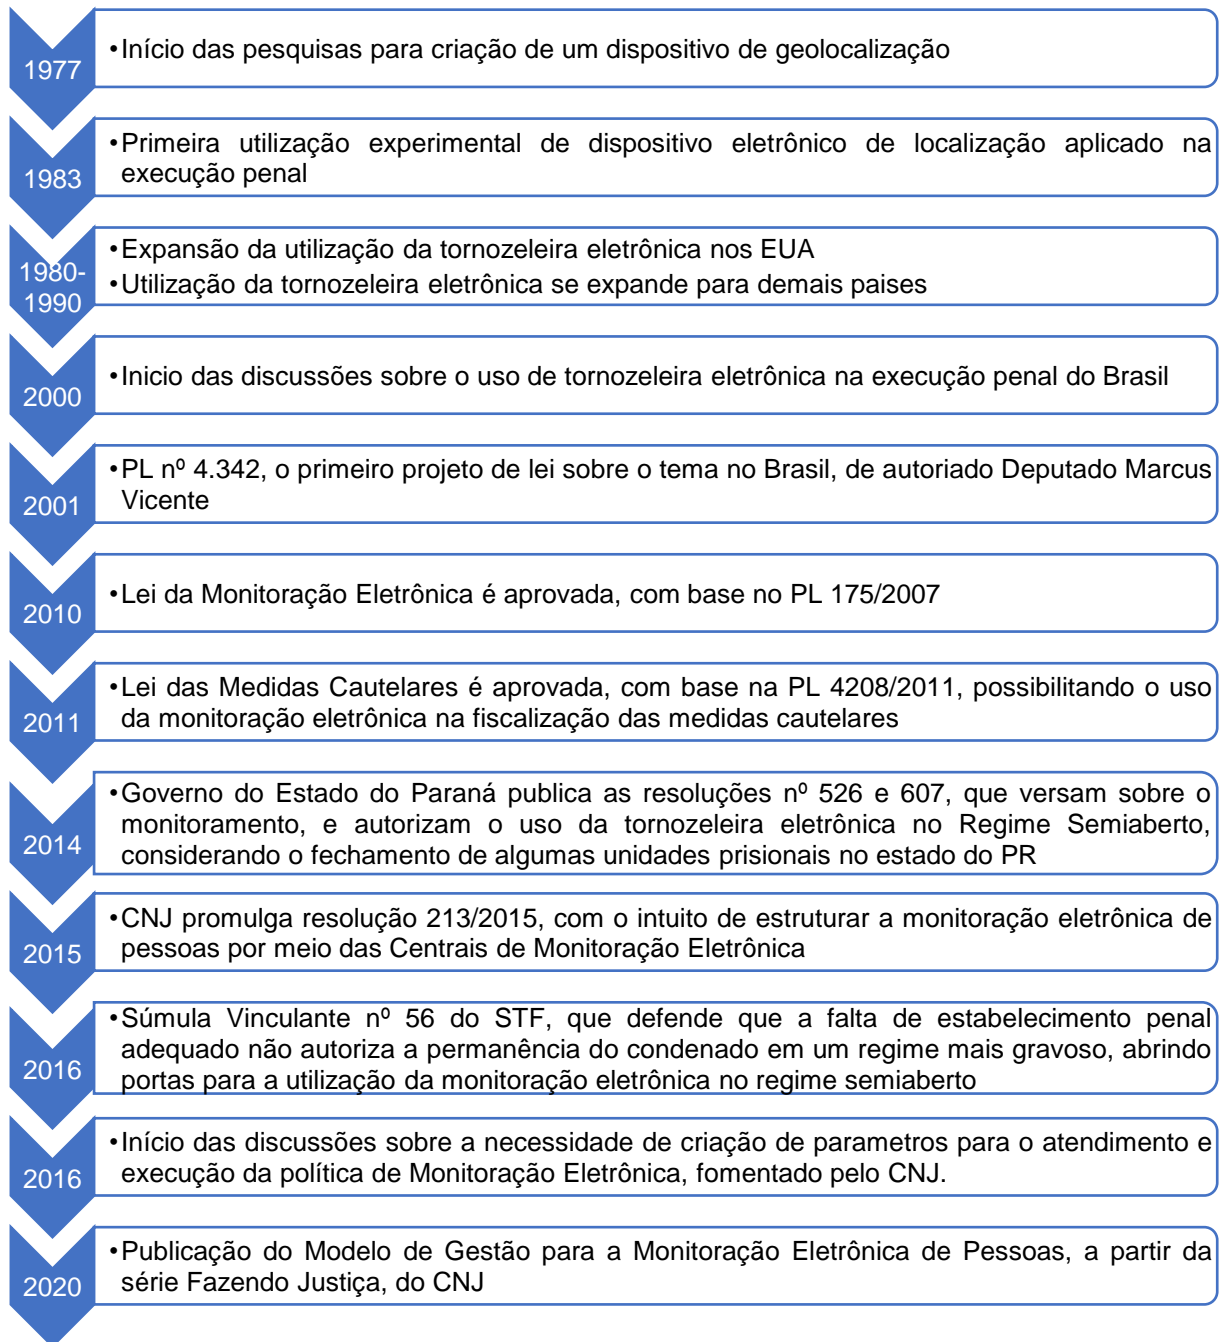 1977
•Início das pesquisas para criação de um dispositivo de geolocalização
1983
•Primeira utilização experimental de dispositivo eletrônico de localização aplicado na
execução penal
1980-
1990
•Expansão da utilização da tornozeleira eletrônica nos EUA
•Utilização da tornozeleira eletrônica se expande para demais paises
2000
•Inicio das discussões sobre o uso de tornozeleira eletrônica na execução penal do Brasil
2001
•PL nº 4.342, o primeiro projeto de lei sobre o tema no Brasil, de autoriado Deputado Marcus
Vicente
2010
•Lei da Monitoração Eletrônica é aprovada, com base no PL 175/2007
2011
•Lei das Medidas Cautelares é aprovada, com base na PL 4208/2011, possibilitando o uso
da monitoração eletrônica na fiscalização das medidas cautelares
2014
•Governo do Estado do Paraná publica as resoluções nº 526 e 607, que versam sobre o
monitoramento, e autorizam o uso da tornozeleira eletrônica no Regime Semiaberto,
considerando o fechamento de algumas unidades prisionais no estado do PR
2015
•CNJ promulga resolução 213/2015, com o intuito de estruturar a monitoração eletrônica de
pessoas por meio das Centrais de Monitoração Eletrônica
2016
•Súmula Vinculante nº 56 do STF, que defende que a falta de estabelecimento penal
adequado não autoriza a permanência do condenado em um regime mais gravoso, abrindo
portas para a utilização da monitoração eletrônica no regime semiaberto
2016
•Início das discussões sobre a necessidade de criação de parametros para o atendimento e
execução da política de Monitoração Eletrônica, fomentado pelo CNJ.
2020
•Publicação do Modelo de Gestão para a Monitoração Eletrônica de Pessoas, a partir da
série Fazendo Justiça, do CNJ